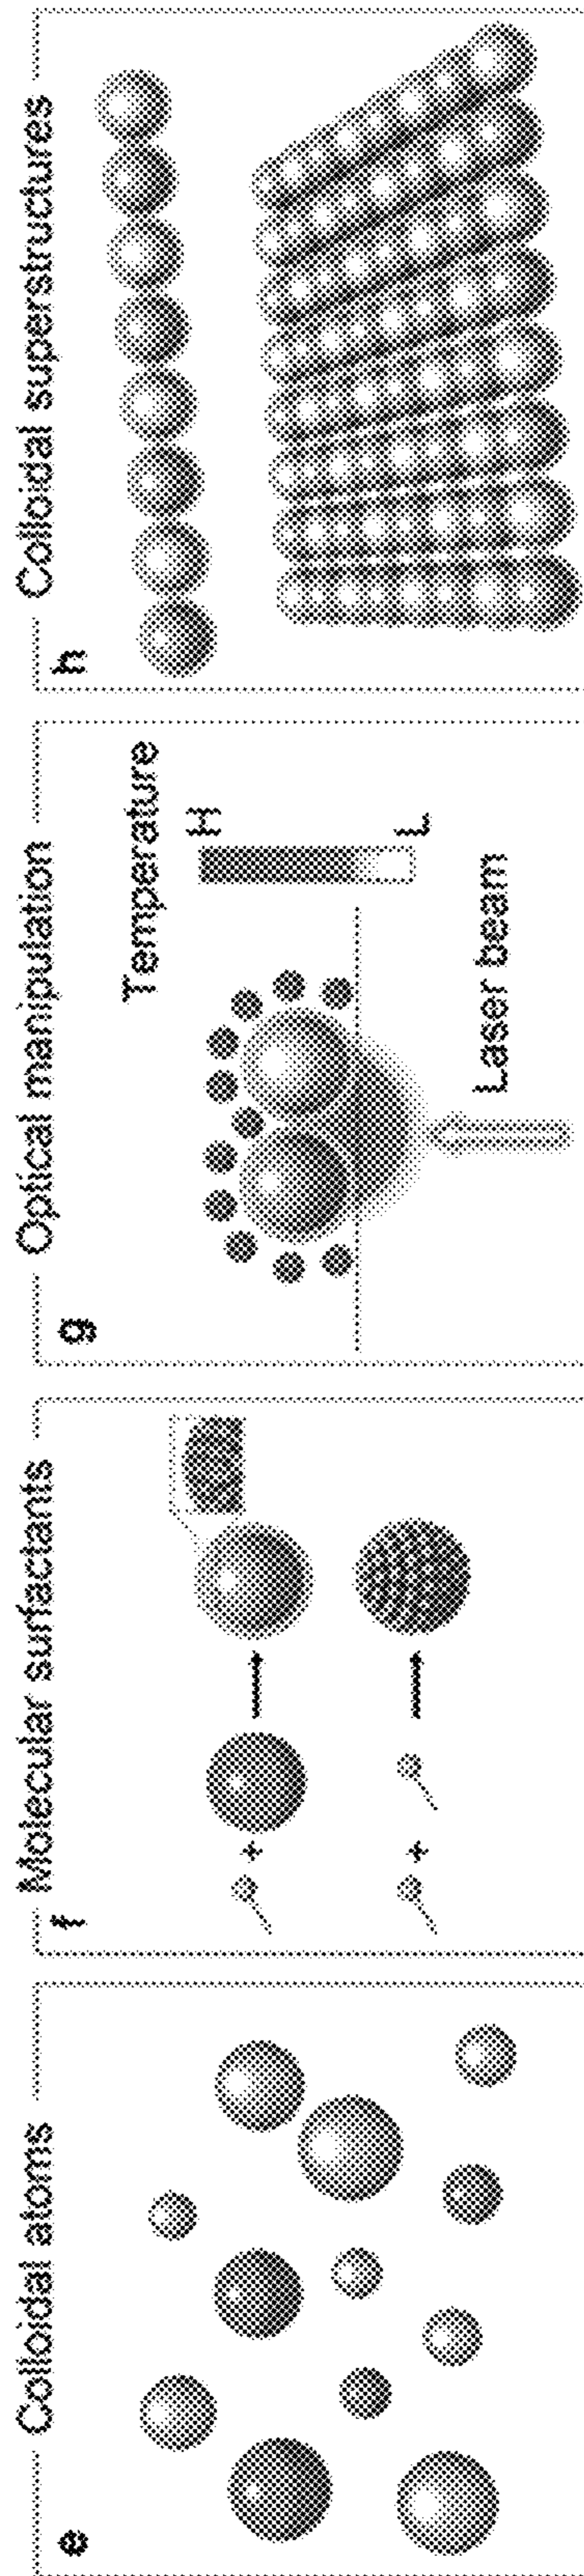 e
Colloidal atoms
f
Molecular surfactants
+
+
g
Optical manipulation
Temperature
H
L
Laser beam
h
Colloidal superstructures